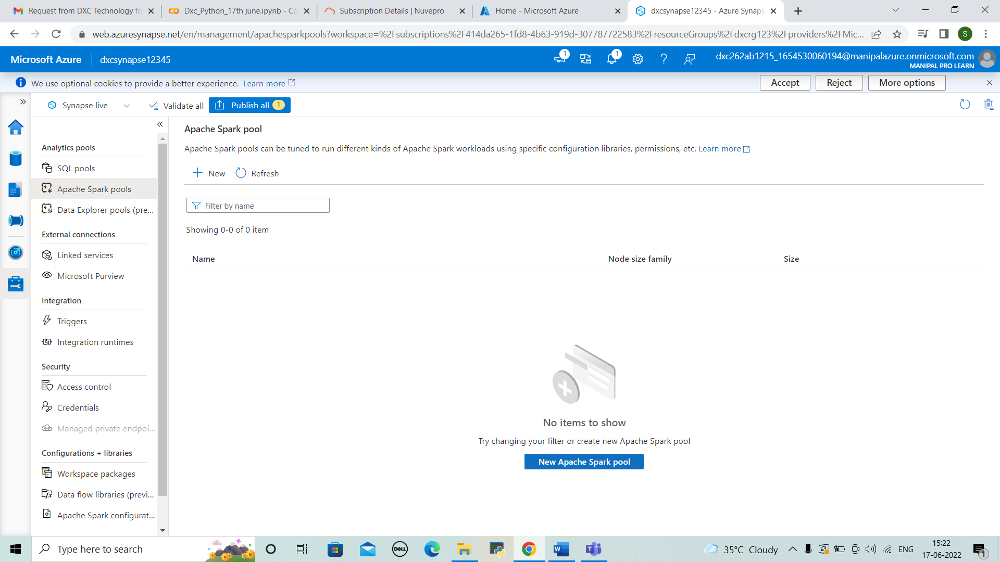 Request from DXC Technology fo
Dxc_Python_17th june.ipynb - Co
Subscription Details | Nuvepro
Home - Microsoft Azure
dxcsynapse12345 - Azure Synaps
web.azuresynapse.net/en/management/apachesparkpools?workspace=%2Fsubscriptions%2F414da265-1fd8-4b63-919d-307787722583%2FresourceGroups%2Fdxcrg123%2Fproviders%2FMic...
S
Microsoft Azure
dxcsynapse12345
1
1
dxc262ab1215_1654530060194@manipalazure.onmicrosoft.com
MANIPAL PRO LEARN
We use optional cookies to provide a better experience. Learn more
Accept
Reject
More options
Synapse live
Validate all
Publish all 1
Analytics pools
SQL pools
Apache Spark pools
Data Explorer pools (pre...
External connections
Linked services
Microsoft Purview
Integration
Triggers
Integration runtimes
Security
Access control
Credentials
Managed private endpoi...
Configurations + libraries
Workspace packages
Data flow libraries (previ...
Apache Spark configurat...
Apache Spark pool
Apache Spark pools can be tuned to run different kinds of Apache Spark workloads using specific configuration libraries, permissions, etc. Learn more
New
Refresh
Filter by name
Showing 0-0 of 0 item
Name
Node size family
Size
No items to show
Try changing your filter or create new Apache Spark pool
New Apache Spark pool
Type here to search
DELL
W
T
35°C Cloudy
ENG
15:22
17-06-2022
1